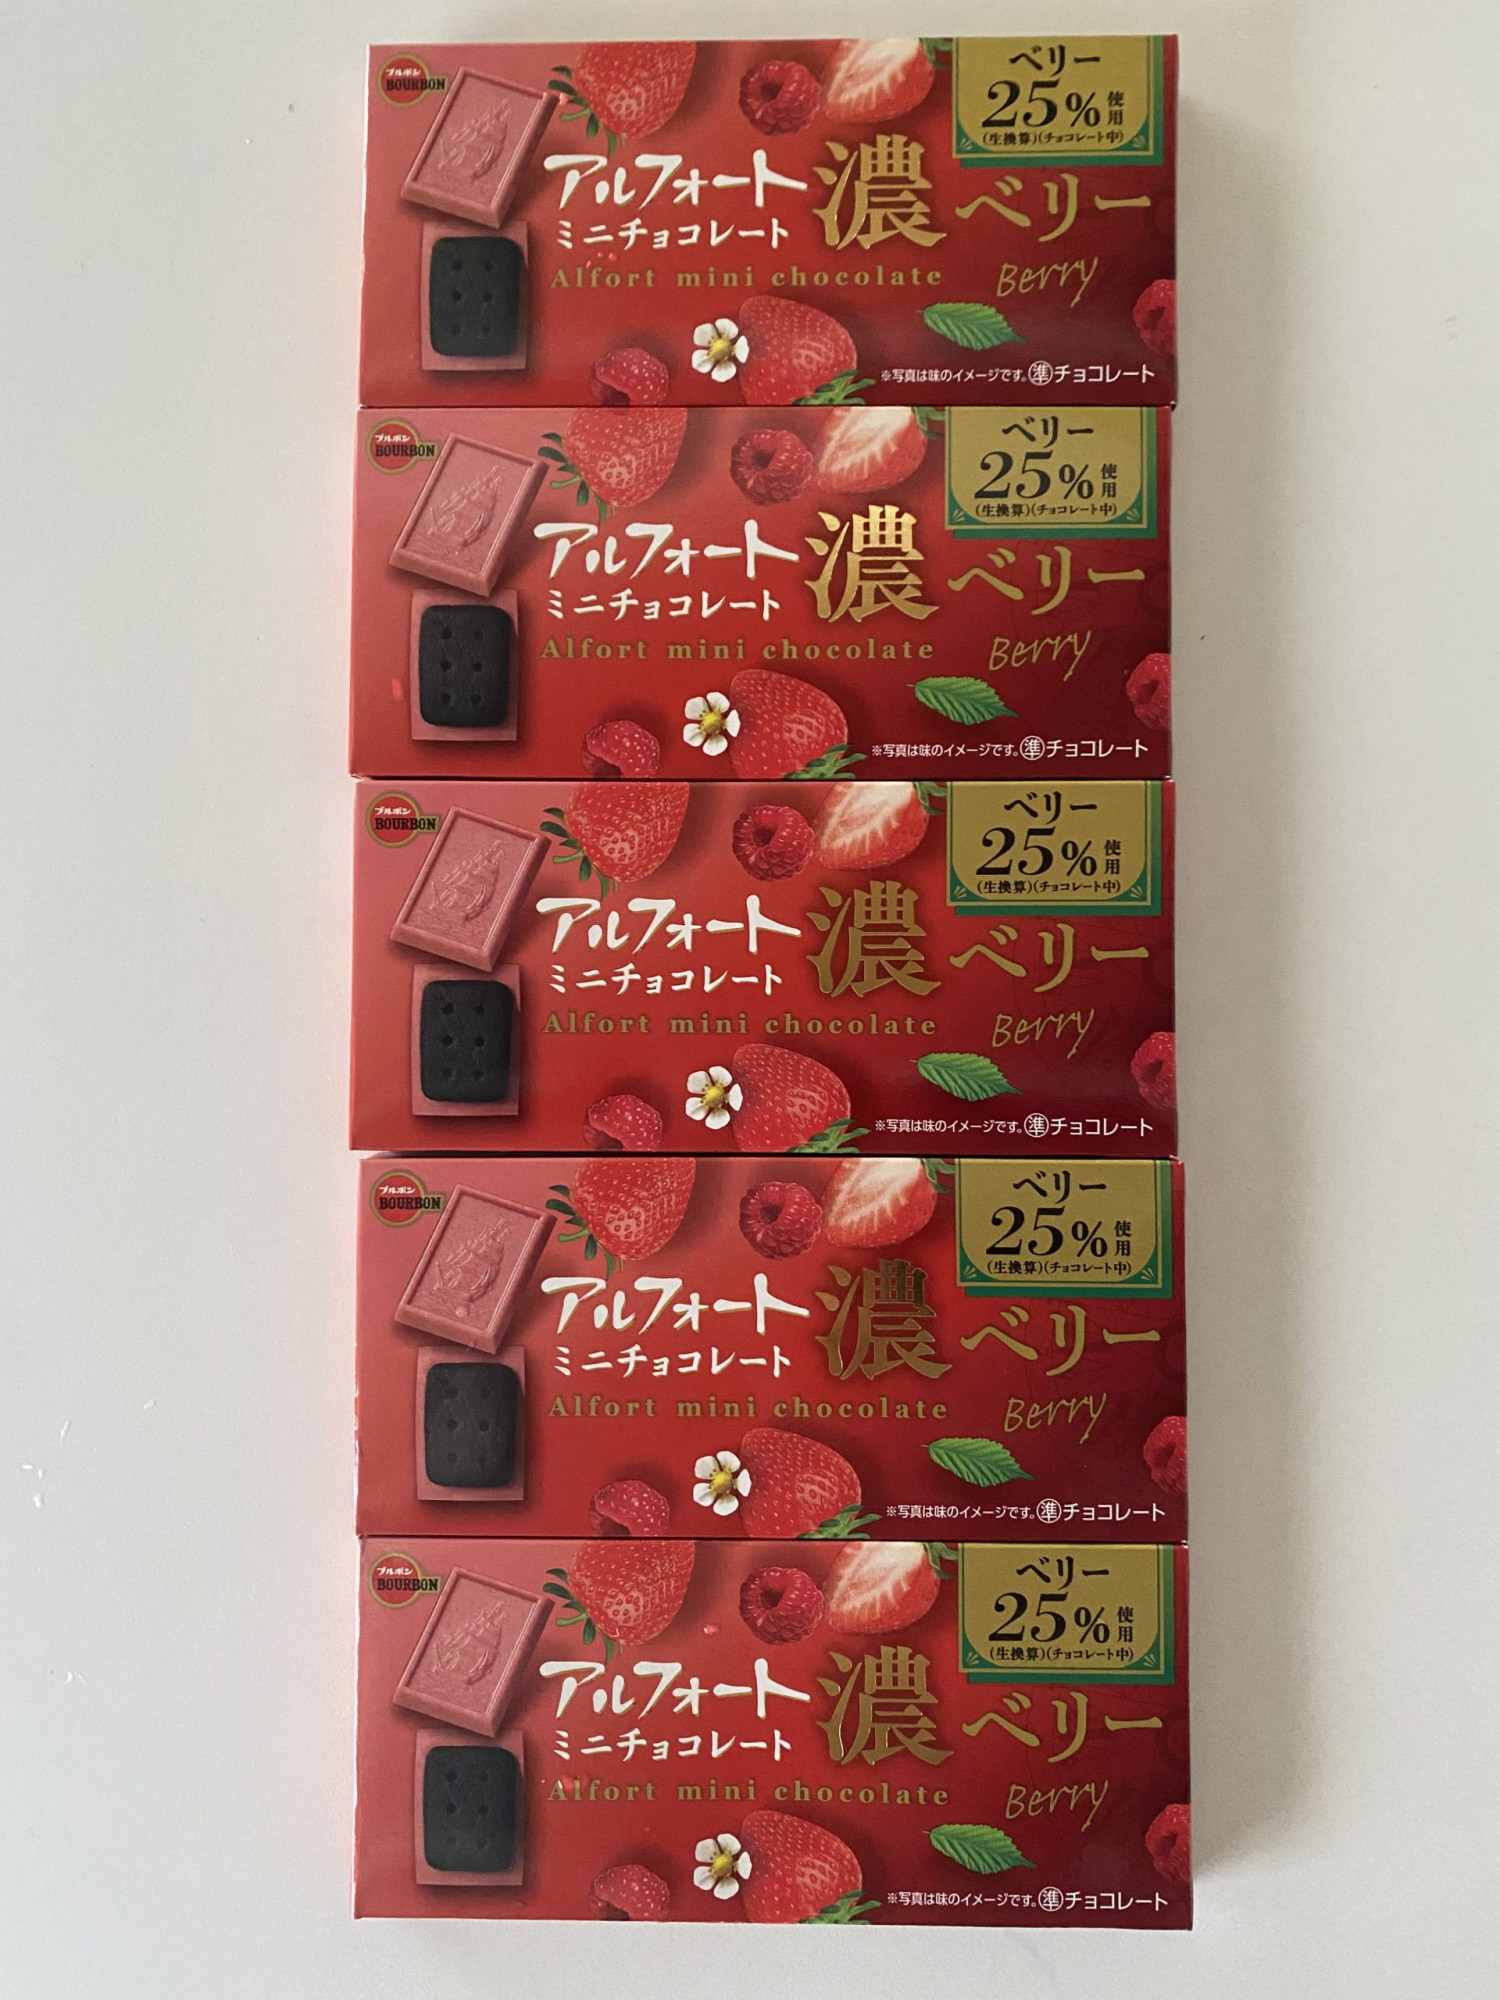 ブルボン
BOURBON
ベリー
25%使用
(生換算)(チョコレート中)
アルフォート
ミニチョコレート
濃ベリー
Alfort mini chocolate
Berry
※写真は味のイメージです。準チョコレート
ブルボン
BOURBON
ベリー
25%使用
(生換算)(チョコレート中)
アルフォート
ミニチョコレート
濃ベリー
Alfort mini chocolate
Berry
※写真は味のイメージです。準チョコレート
ブルボン
BOURBON
ベリー
25%使用
(生換算)(チョコレート中)
アルフォート
ミニチョコレート
濃ベリー
Alfort mini chocolate
Berry
※写真は味のイメージです。準チョコレート
ブルボン
BOURBON
ベリー
25%使用
(生換算)(チョコレート中)
アルフォート
ミニチョコレート
濃ベリー
Alfort mini chocolate
Berry
※写真は味のイメージです。準チョコレート
ブルボン
BOURBON
ベリー
25%使用
(生換算)(チョコレート中)
アルフォート
ミニチョコレート
濃ベリー
Alfort mini chocolate
Berry
※写真は味のイメージです。準チョコレート